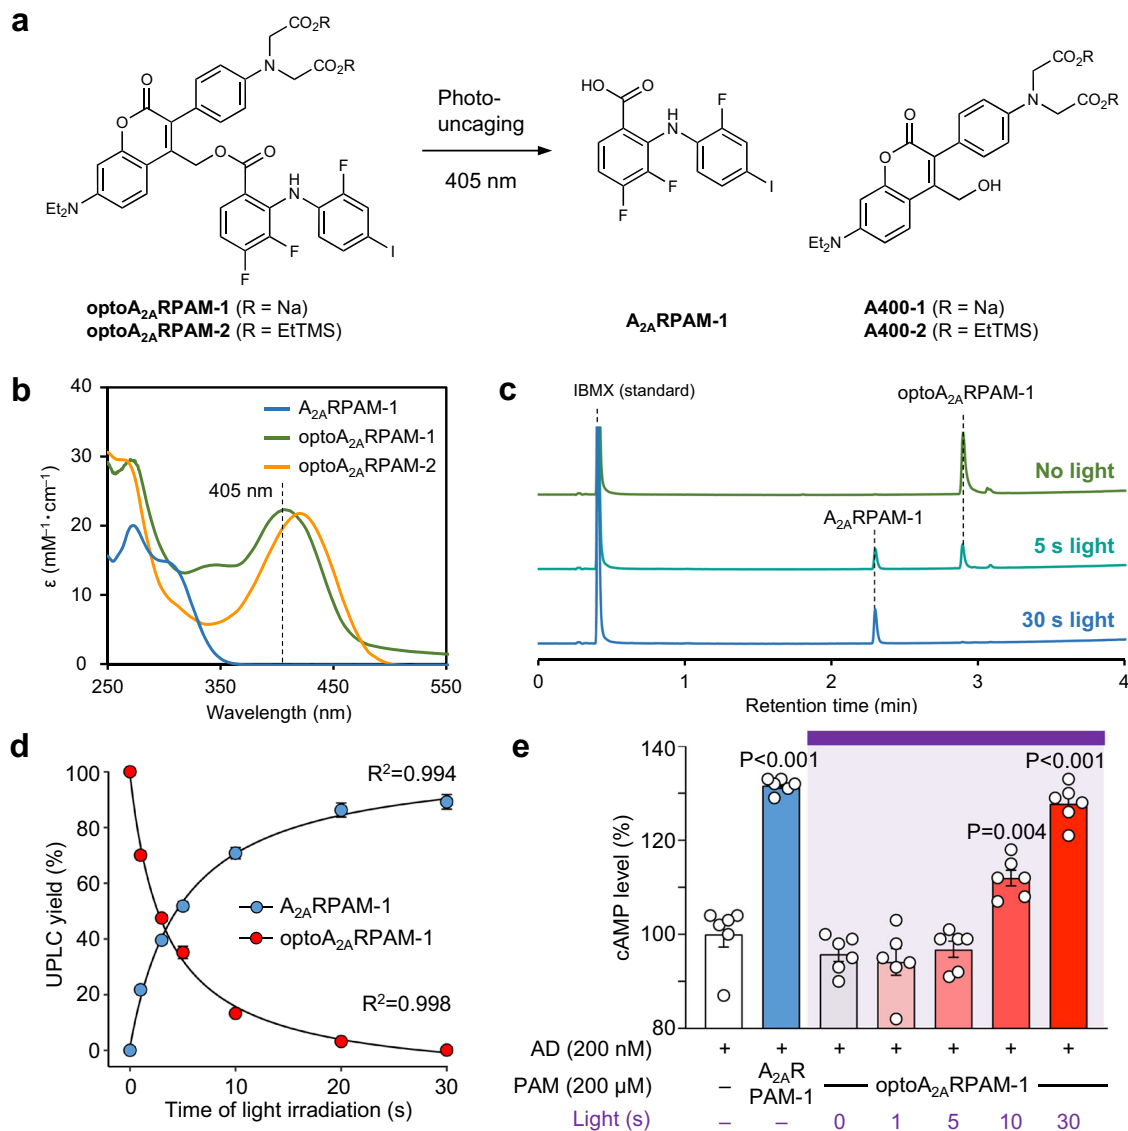 a
CO₂R
N
CO₂R
O
O
O
O
H
N
F
Et₂N
F
I
F
optoA₂ₐRPAM-1 (R = Na)
optoA₂ₐRPAM-2 (R = EtTMS)
Photo-
uncaging
405 nm
HO
O
H
N
F
F
I
F
A₂ₐRPAM-1
CO₂R
N
CO₂R
O
O
OH
Et₂N
A400-1 (R = Na)
A400-2 (R = EtTMS)
b
40
30
20
10
0
ε (mM⁻¹·cm⁻¹)
A₂ₐRPAM-1
optoA₂ₐRPAM-1
optoA₂ₐRPAM-2
405 nm
250 350 450 550
Wavelength (nm)
c
IBMX (standard)
optoA₂ₐRPAM-1
No light
A₂ₐRPAM-1
5 s light
30 s light
0 1 2 3 4
Retention time (min)
d
100
80
60
40
20
0
UPLC yield (%)
R²=0.994
A₂ₐRPAM-1
optoA₂ₐRPAM-1
R²=0.998
0 10 20 30
Time of light irradiation (s)
e
140
120
100
80
cAMP level (%)
P<0.001
P=0.004
P<0.001
AD (200 nM) + + + + + + +
PAM (200 µM) – A₂ₐR
PAM-1
optoA₂ₐRPAM-1
Light (s) – – 0 1 5 10 30